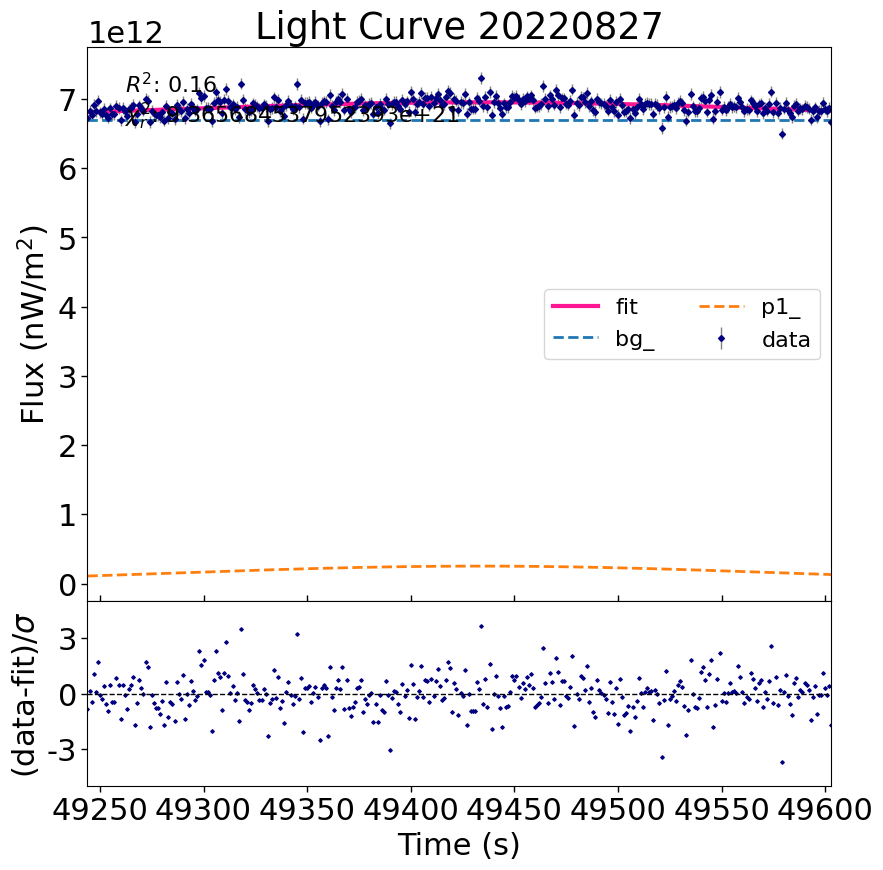 Light Curve 20220827
1e12
R²: 0.16
7
6
5
4
3
2
1
0
Flux (nW/m²)
fit
bg_
p1_
data
3
0
-3
(data-fit)/σ
49250 49300 49350 49400 49450 49500 49550 49600
Time (s)